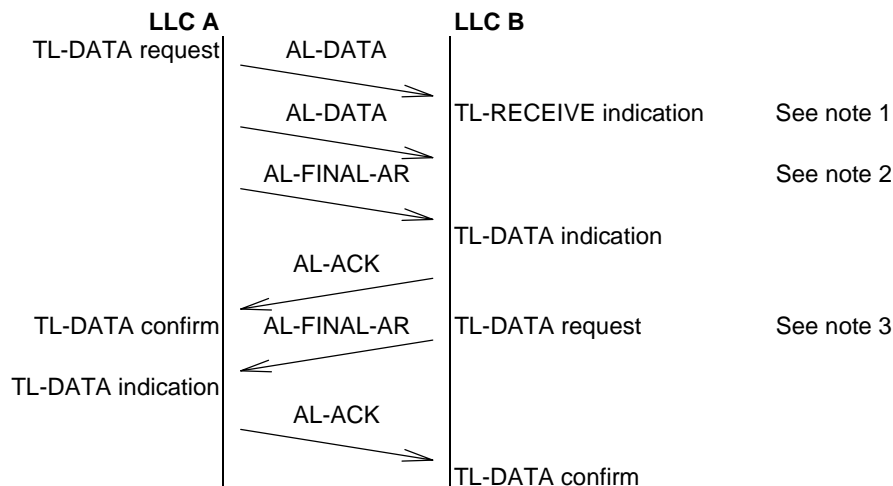 LLC A LLC B
TL-DATA request AL-DATA
AL-DATA TL-RECEIVE indication See note 1
AL-FINAL-AR See note 2
TL-DATA indication
AL-ACK
TL-DATA confirm AL-FINAL-AR TL-DATA request See note 3
TL-DATA indication
AL-ACK
TL-DATA confirm